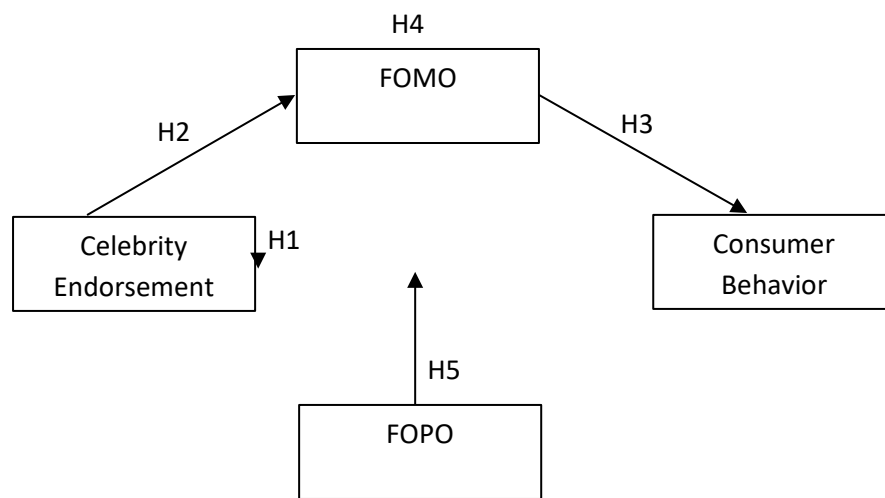 H4
FOMO
H2
H3
Celebrity
Endorsement
H1
Consumer
Behavior
H5
FOPO